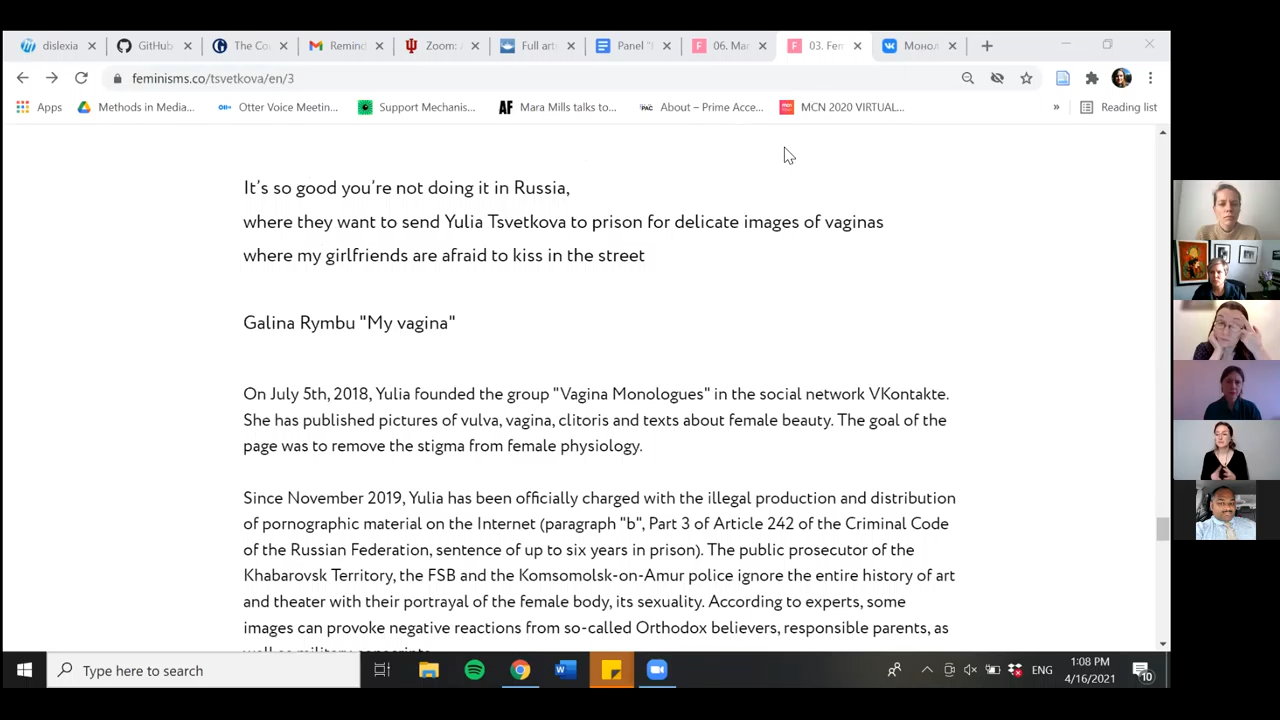 dislexia
GitHub
The Co
Remind
Zoom:
Full art
Panel "
06. Mar
03. Fem
Монол
feminisms.co/tsvetkova/en/3
Apps
Methods in Media...
Otter Voice Meetin...
Support Mechanis...
AF
Mara Mills talks to...
PAC
About – Prime Acce...
MCN 2020 VIRTUAL...
»
Reading list
It's so good you're not doing it in Russia,
where they want to send Yulia Tsvetkova to prison for delicate images of vaginas
where my girlfriends are afraid to kiss in the street
Galina Rymbu "My vagina"
On July 5th, 2018, Yulia founded the group "Vagina Monologues" in the social network VKontakte.
She has published pictures of vulva, vagina, clitoris and texts about female beauty. The goal of the
page was to remove the stigma from female physiology.
Since November 2019, Yulia has been officially charged with the illegal production and distribution
of pornographic material on the Internet (paragraph "b", Part 3 of Article 242 of the Criminal Code
of the Russian Federation, sentence of up to six years in prison). The public prosecutor of the
Khabarovsk Territory, the FSB and the Komsomolsk-on-Amur police ignore the entire history of art
and theater with their portrayal of the female body, its sexuality. According to experts, some
images can provoke negative reactions from so-called Orthodox believers, responsible parents, as
well as military conscripts
Type here to search
ENG
1:08 PM
4/16/2021
10